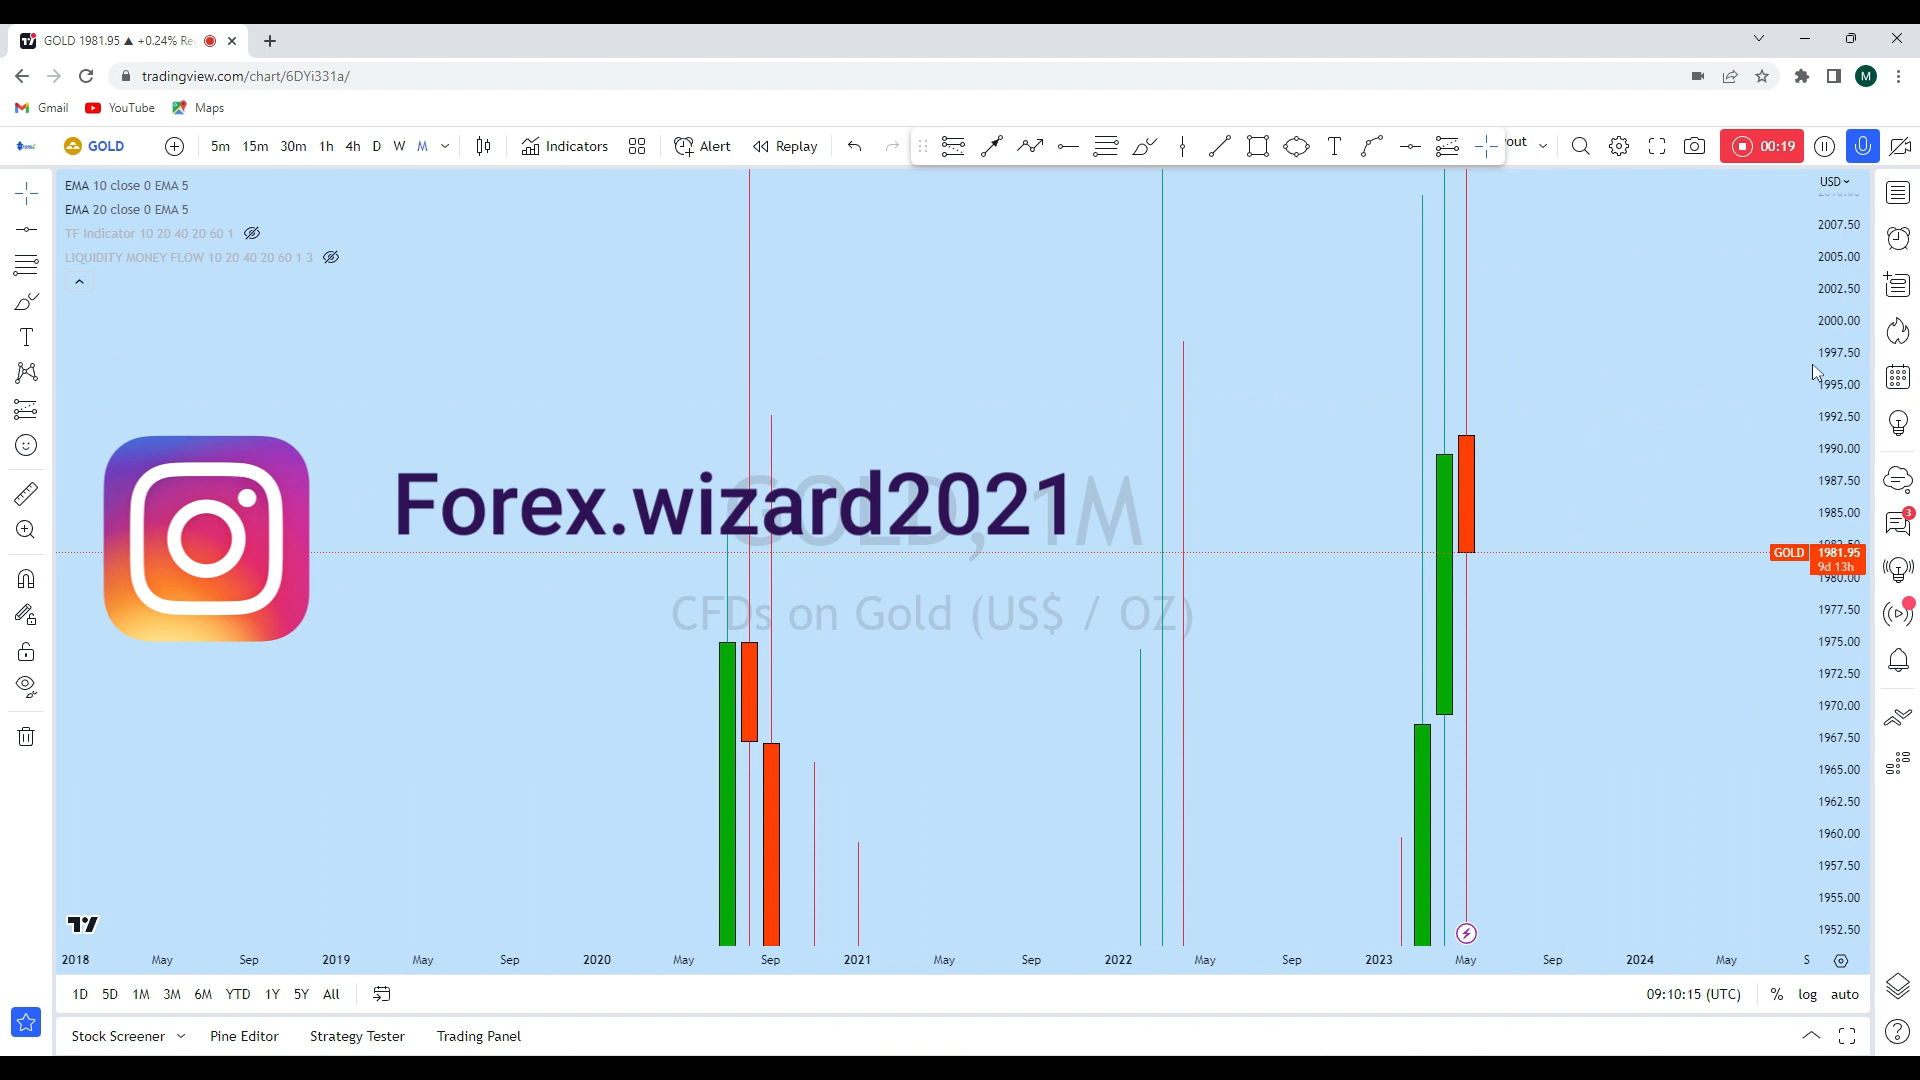 GOLD 1981.95 ▲ +0.24% Re
tradingview.com/chart/6DYi331a/
M
Gmail YouTube Maps
GOLD 5m 15m 30m 1h 4h D W M Indicators Alert Replay out 00:19
EMA 10 close 0 EMA 5
EMA 20 close 0 EMA 5
TF Indicator 10 20 40 20 60 1
LIQUIDITY MONEY FLOW 10 20 40 20 60 1 3
USD
2007.50
2005.00
2002.50
2000.00
1997.50
1995.00
1992.50
1990.00
1987.50
1985.00
3
Forex.wizard2021
GOLD, 1M
CFDs on Gold (US$ / OZ)
GOLD 1981.95
9d 13h
1980.00
1977.50
1975.00
1972.50
1970.00
1967.50
1965.00
1962.50
1960.00
1957.50
1955.00
1952.50
2018 May Sep 2019 May Sep 2020 May Sep 2021 May Sep 2022 May Sep 2023 May Sep 2024 May S
1D 5D 1M 3M 6M YTD 1Y 5Y All 09:10:15 (UTC) % log auto
Stock Screener Pine Editor Strategy Tester Trading Panel